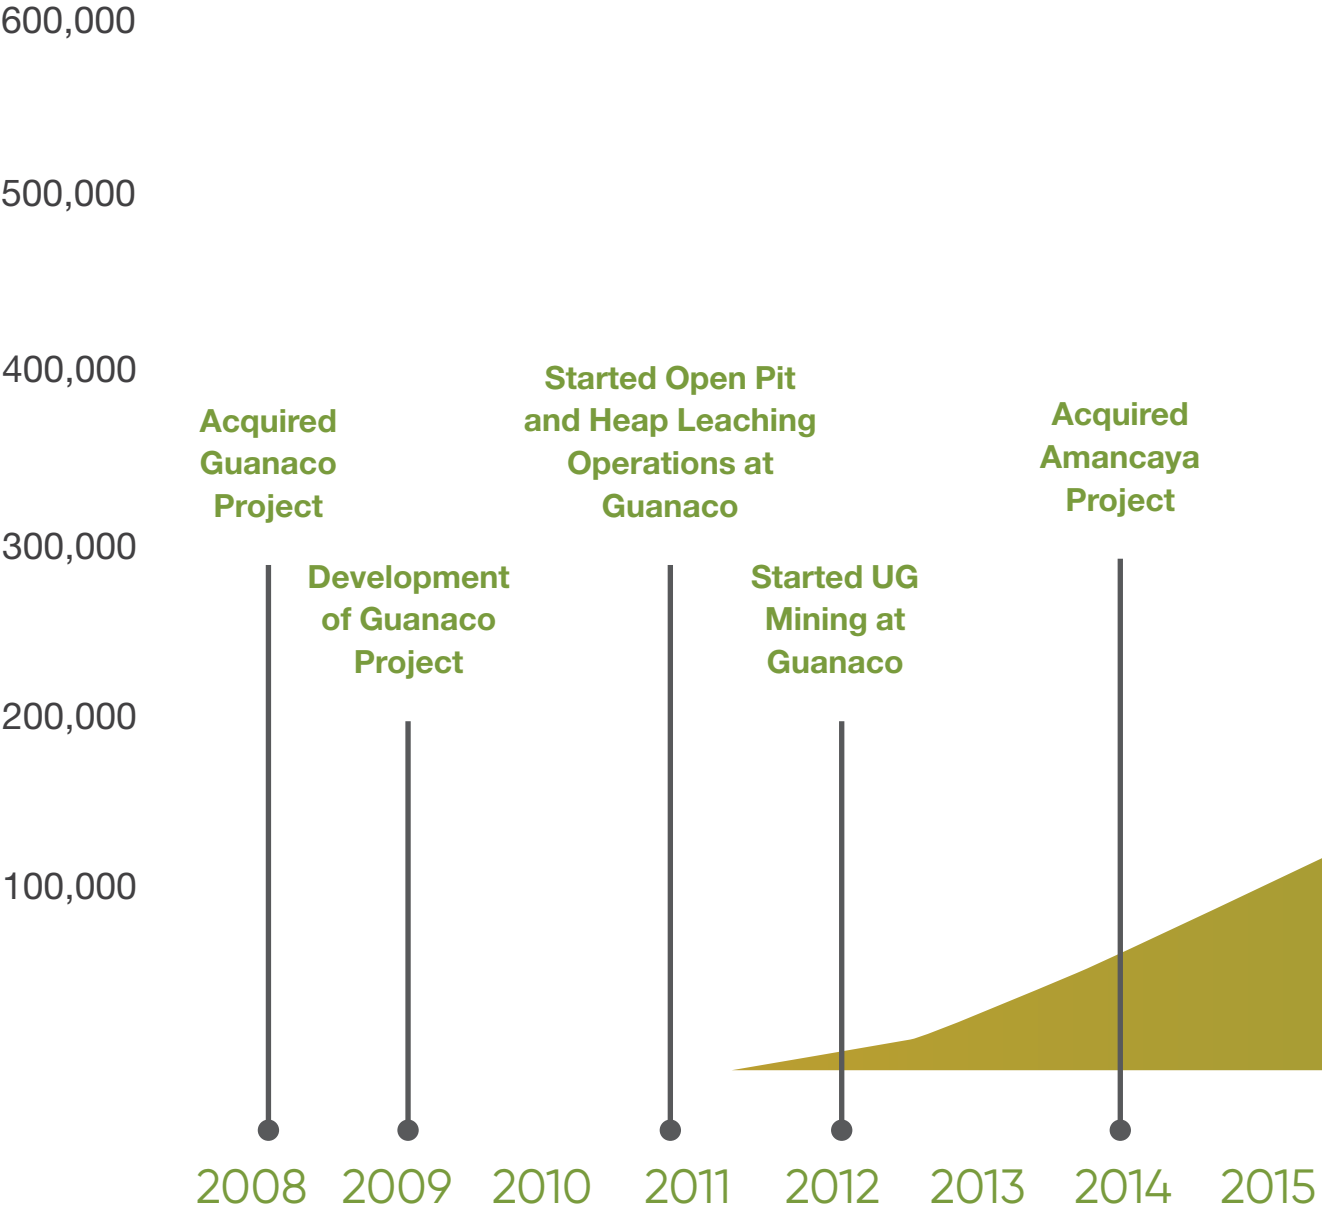 600,000
500,000
400,000
300,000
200,000
100,000
Acquired
Guanaco
Project
Development
of Guanaco
Project
Started Open Pit
and Heap Leaching
Operations at
Guanaco
Started UG
Mining at
Guanaco
Acquired
Amancaya
Project
2008 2009 2010 2011 2012 2013 2014 2015